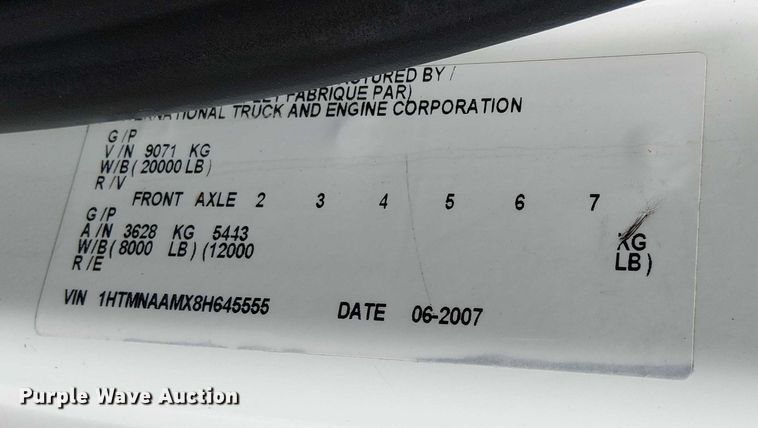 CTURED BY /
FABRIQUE PAR)
ERNATIONAL TRUCK AND ENGINE CORPORATION
G /P
V /N 9071 KG
W/B( 20000 LB)
R /V
FRONT AXLE 2 3 4 5 6 7
G /P
A /N 3628 KG 5443 KG
W/B( 8000 LB) (12000 LB)
R /E
VIN 1HTMNAAMX8H645555 DATE 06-2007
Purple Wave Auction